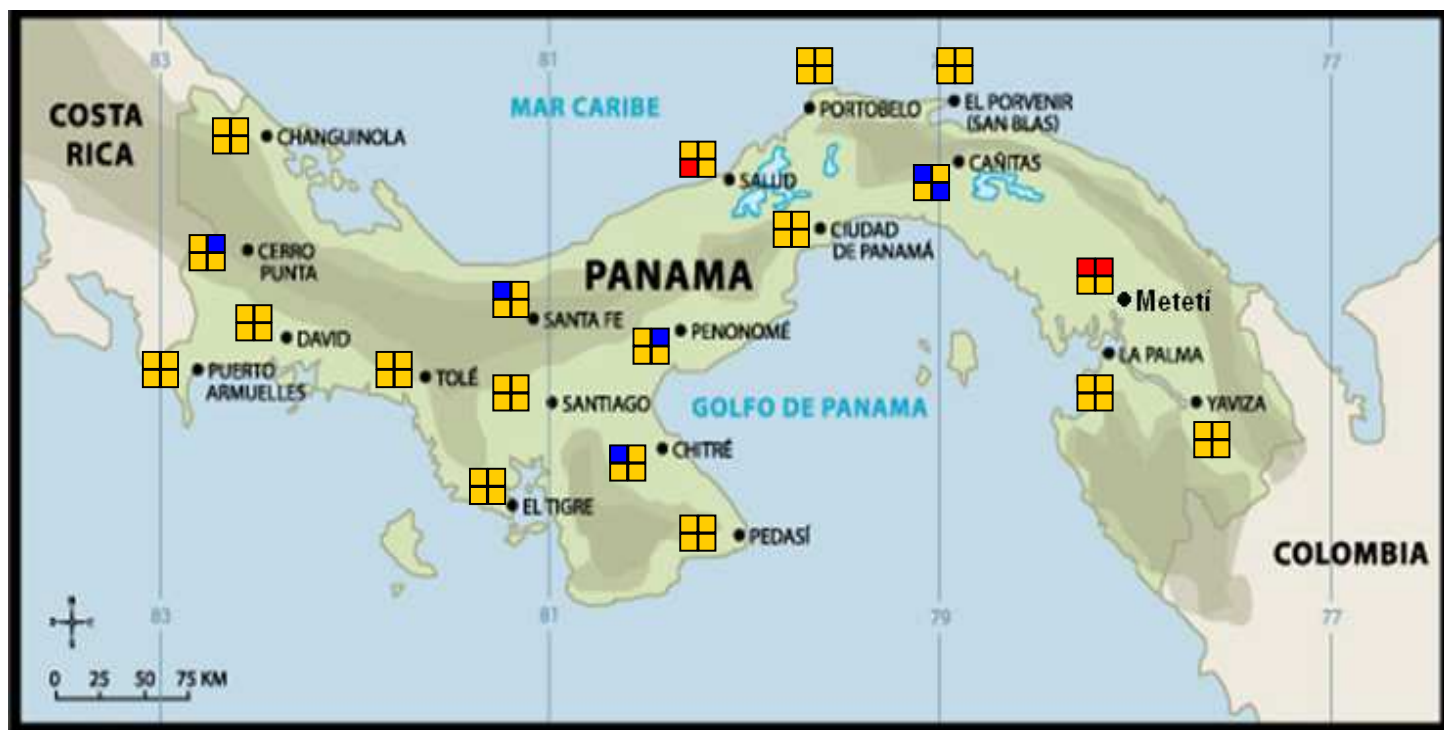 83
81
77
COSTA
RICA
MAR CARIBE
PORTOBELO
EL PORVENIR
(SAN BLAS)
CHANGUINOLA
SALUD
CAÑITAS
CIUDAD
DE PANAMÁ
CERRO
PUNTA
PANAMA
Metetí
SANTA FE
PENONOMÉ
DAVID
LA PALMA
PUERTO
ARMUELLES
TOLÉ
SANTIAGO
GOLFO DE PANAMA
YAVIZA
CHITRÉ
EL TIGRE
PEDASÍ
COLOMBIA
83
81
79
77
0 25 50 75 KM